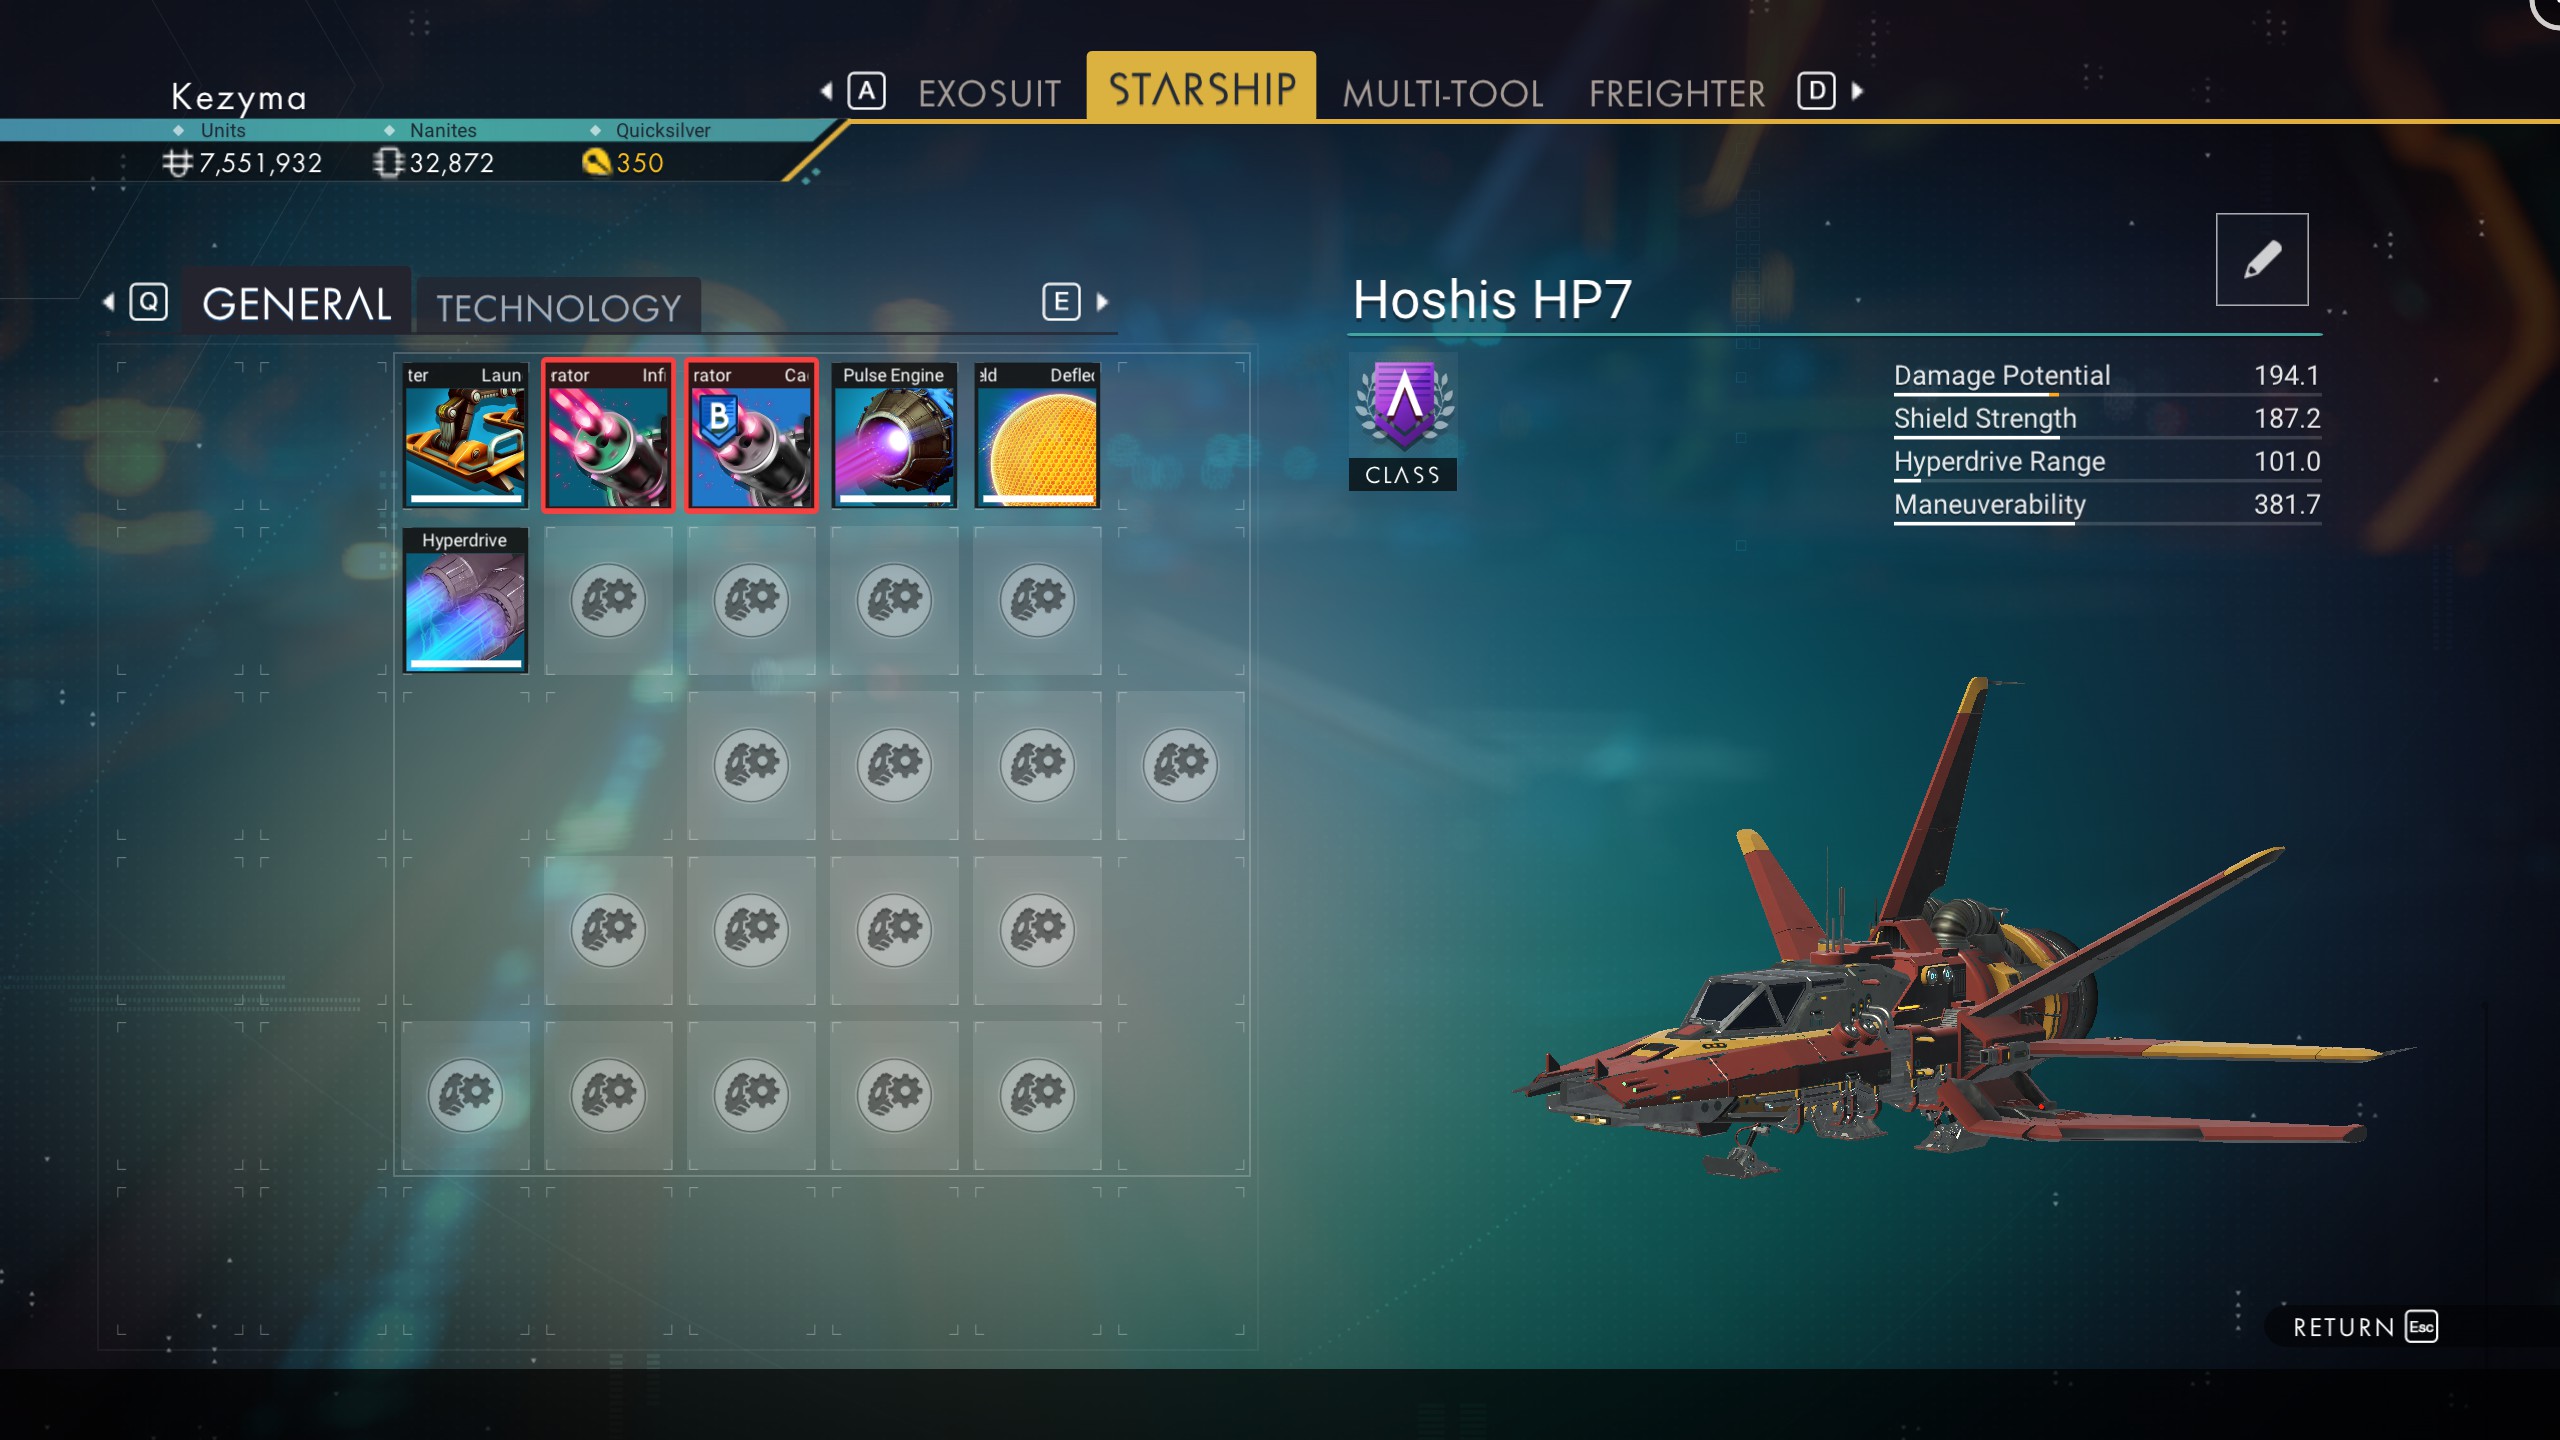 Kezyma
A EXOSUIT STARSHIP MULTI-TOOL FREIGHTER D
Units Nanites Quicksilver
7,551,932 32,872 350
Q GENERAL TECHNOLOGY E
Hoshis HP7
ter Laun
rator Inf
rator Ca
Pulse Engine
eld Deflec
B
Hyperdrive
CLASS
Damage Potential 194.1
Shield Strength 187.2
Hyperdrive Range 101.0
Maneuverability 381.7
RETURN Esc